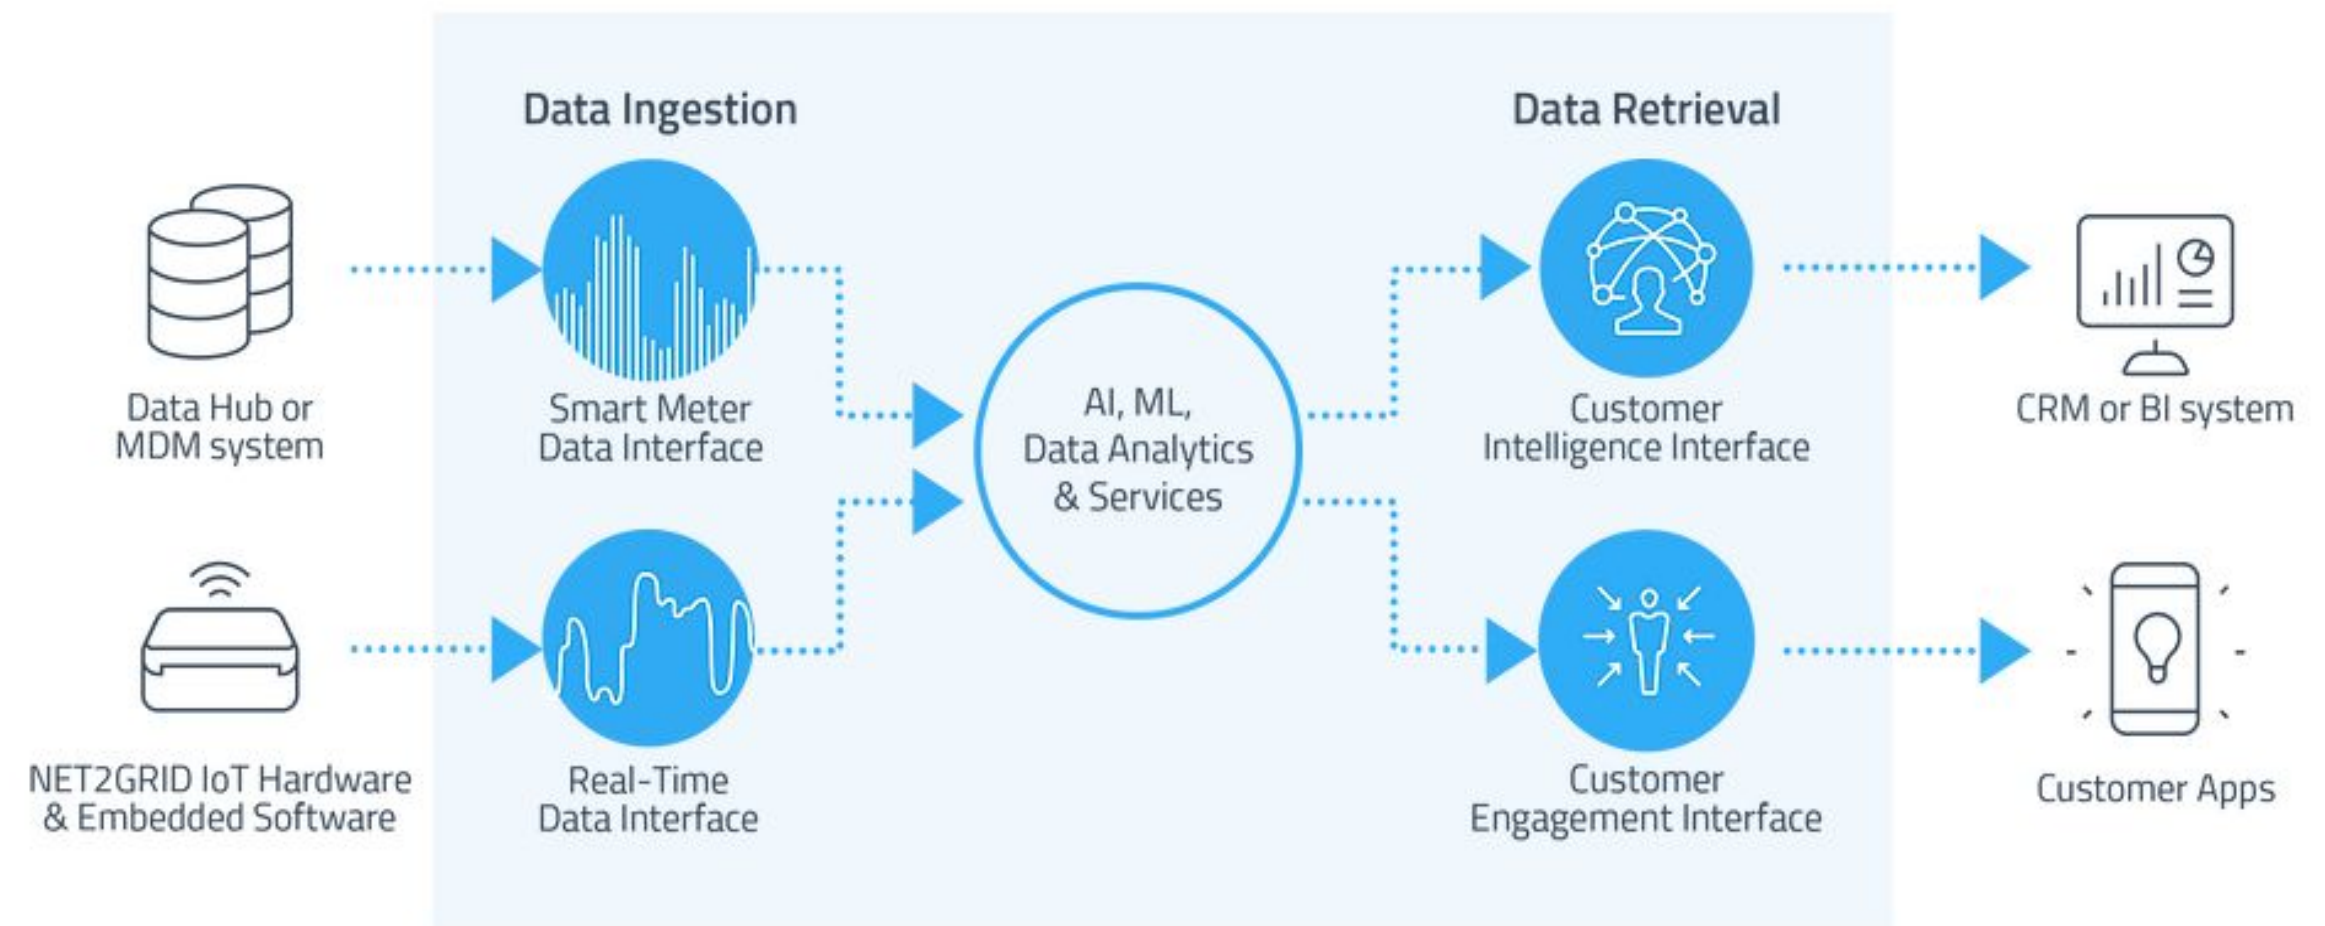 Data Ingestion
Data Retrieval
Data Hub or
MDM system
Smart Meter
Data Interface
AI, ML,
Data Analytics
& Services
Customer
Intelligence Interface
CRM or BI system
NET2GRID IoT Hardware
& Embedded Software
Real-Time
Data Interface
Customer
Engagement Interface
Customer Apps